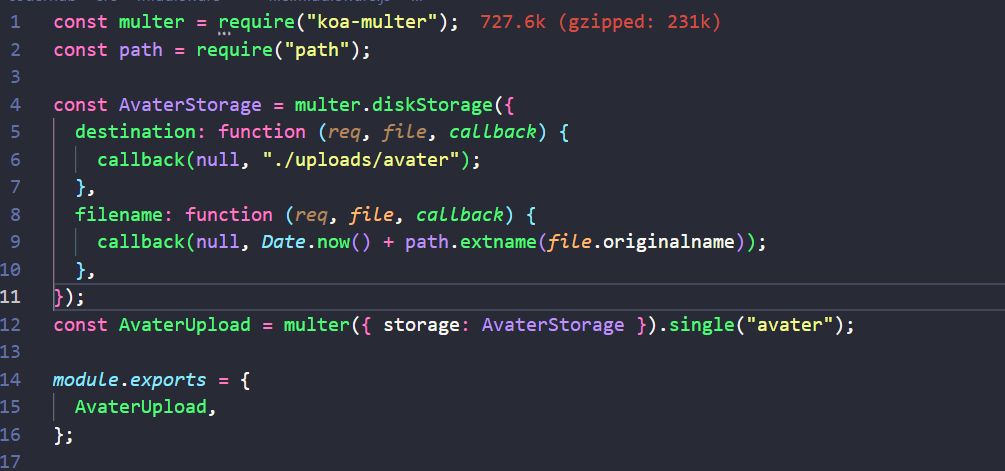 1 const multer = require("koa-multer"); 727.6k (gzipped: 231k)
2 const path = require("path");
3
4 const AvaterStorage = multer.diskStorage({
5 destination: function (req, file, callback) {
6 callback(null, "./uploads/avater");
7 },
8 filename: function (req, file, callback) {
9 callback(null, Date.now() + path.extname(file.originalname));
10 },
11 });
12 const AvaterUpload = multer({ storage: AvaterStorage }).single("avater");
13
14 module.exports = {
15 AvaterUpload,
16 };
17